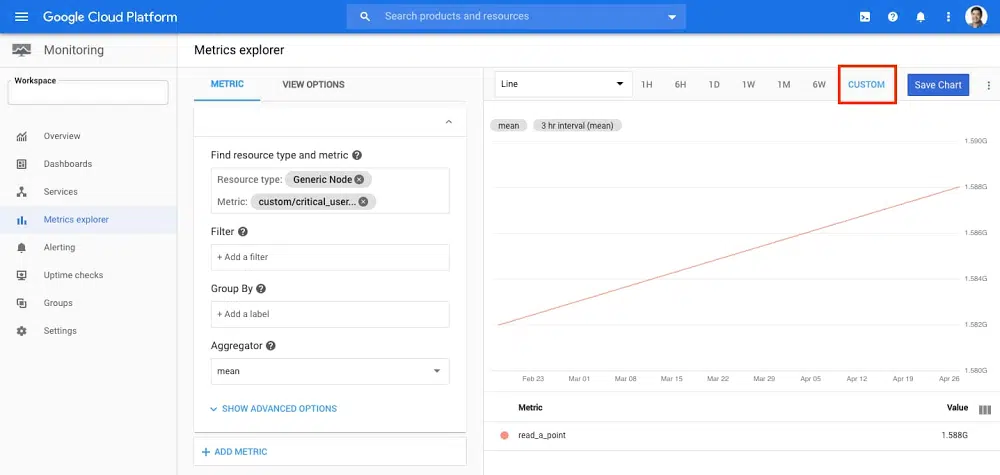 Google Cloud Platform
Search products and resources
Monitoring
Metrics explorer
Workspace
Overview
Dashboards
Services
Metrics explorer
Alerting
Uptime checks
Groups
Settings
METRIC VIEW OPTIONS
Find resource type and metric
Resource type: Generic Node
Metric: custom/critical_user...
Filter
+ Add a filter
Group By
+ Add a label
Aggregator
mean
SHOW ADVANCED OPTIONS
+ ADD METRIC
Line 1H 6H 1D 1W 1M 6W CUSTOM Save Chart
mean 3 hr interval (mean)
1.590G
1.588G
1.586G
1.584G
1.582G
1.580G
Feb 23 Mar 01 Mar 08 Mar 15 Mar 22 Mar 29 Apr 05 Apr 12 Apr 19 Apr 26
Metric Value
read_a_point 1.588G